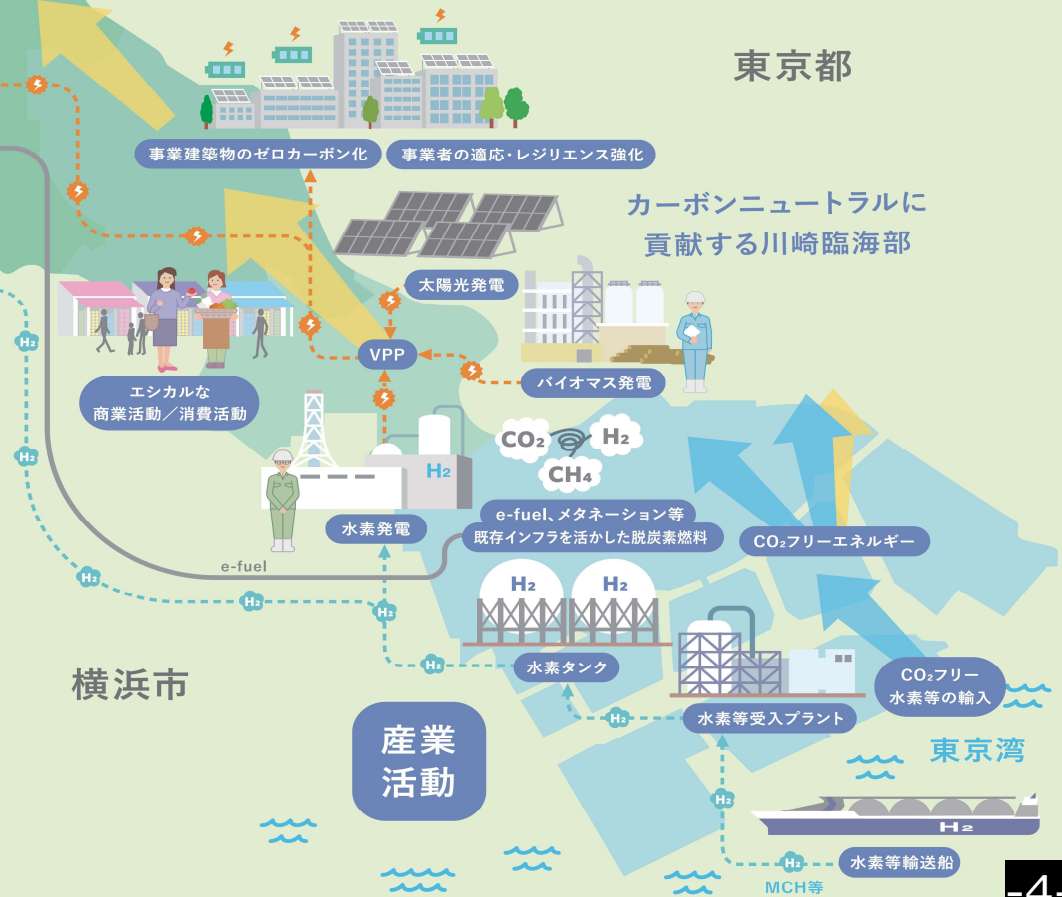 東京都
事業建築物のゼロカーボン化
事業者の適応・レジリエンス強化
カーボンニュートラルに
貢献する川崎臨海部
太陽光発電
VPP
バイオマス発電
エシカルな
商業活動／消費活動
H₂
H₂
CO₂
H₂
CH₄
H₂
水素発電
e-fuel、メタネーション等
既存インフラを活かした脱炭素燃料
CO₂フリーエネルギー
e-fuel
H₂
H₂
H₂
H₂
H₂
H₂
水素タンク
横浜市
CO₂フリー
水素等の輸入
H₂
水素等受入プラント
産業
活動
東京湾
H₂
H₂
H₂
水素等輸送船
MCH等
-4-